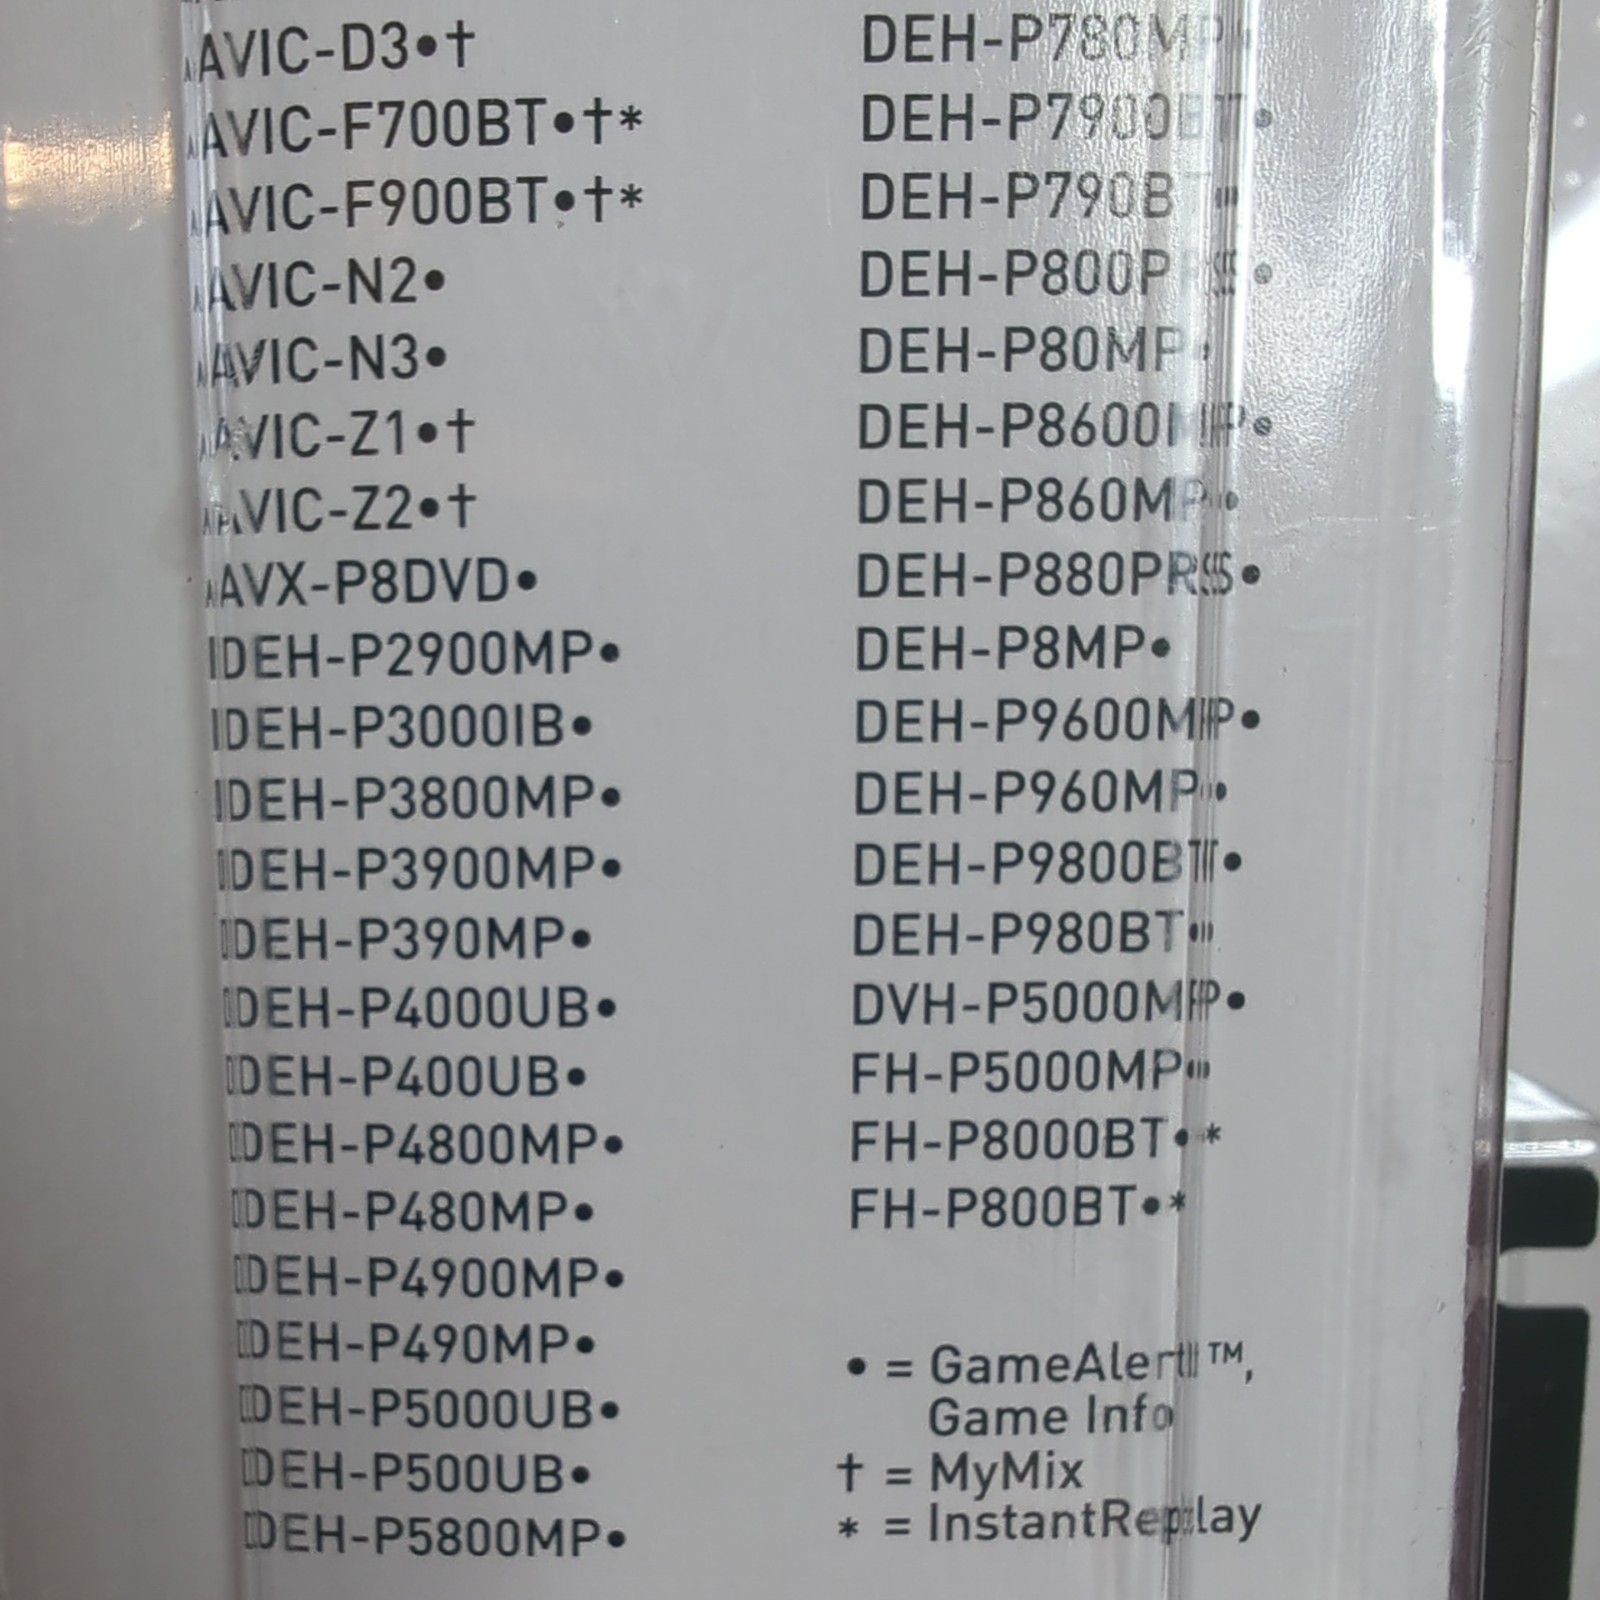 AVIC-D3•†
AVIC-F700BT•†*
AVIC-F900BT•†*
AVIC-N2•
AVIC-N3•
AVIC-Z1•†
AVIC-Z2•†
AVX-P8DVD•
DEH-P2900MP•
DEH-P3000IB•
DEH-P3800MP•
DEH-P3900MP•
DEH-P390MP•
DEH-P4000UB•
DEH-P400UB•
DEH-P4800MP•
DEH-P480MP•
DEH-P4900MP•
DEH-P490MP•
DEH-P5000UB•
DEH-P500UB•
DEH-P5800MP•
DEH-P780MP•
DEH-P7900BT•
DEH-P790BT•
DEH-P800PRS•
DEH-P80MP•
DEH-P8600MP•
DEH-P860MP•
DEH-P880PRS•
DEH-P8MP•
DEH-P9600MP•
DEH-P960MP•
DEH-P9800BT•
DEH-P980BT•
DVH-P5000MP•
FH-P5000MP•
FH-P8000BT•*
FH-P800BT•*
• = GameAlert™,
Game Info
† = MyMix
* = InstantReplay